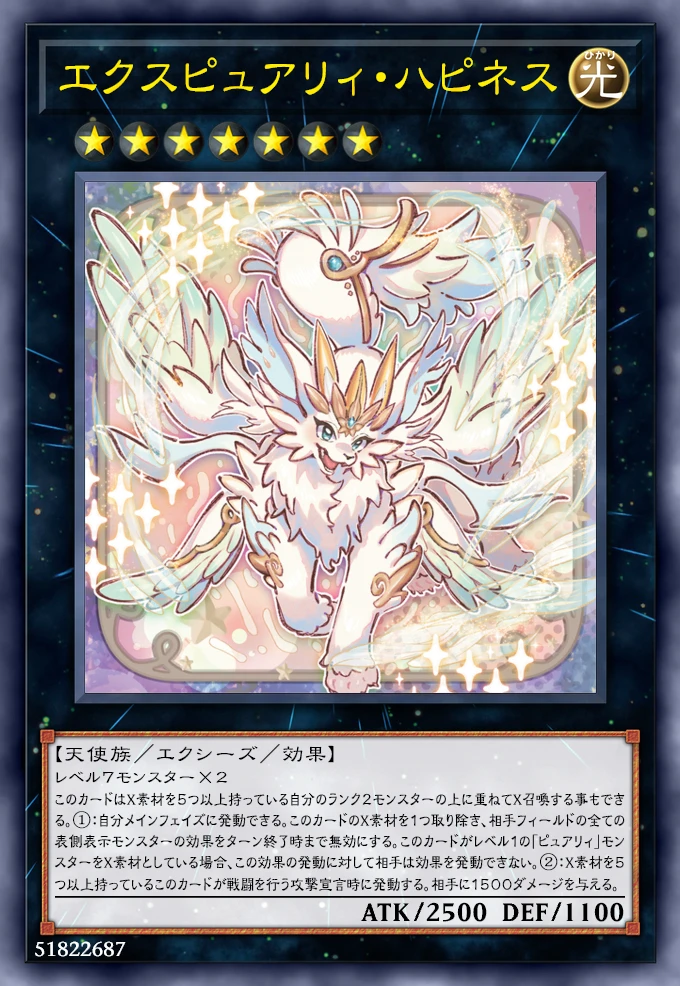 エクスピュアリィ・ハピネス
ひかり
光
【天使族／エクシーズ／効果】
レベル7モンスター×2
このカードはX素材を5つ以上持っている自分のランク2モンスターの上に重ねてX召喚する事もでき
る。①：自分メインフェイズに発動できる。このカードのX素材を1つ取り除き、相手フィールドの全ての
表側表示モンスターの効果をターン終了時まで無効にする。このカードがレベル1の「ピュアリィ」モン
スターをX素材としている場合、この効果の発動に対して相手は効果を発動できない。②：X素材を5
つ以上持っているこのカードが戦闘を行う攻撃宣言時に発動する。相手に1500ダメージを与える。
ATK/2500 DEF/1100
51822687